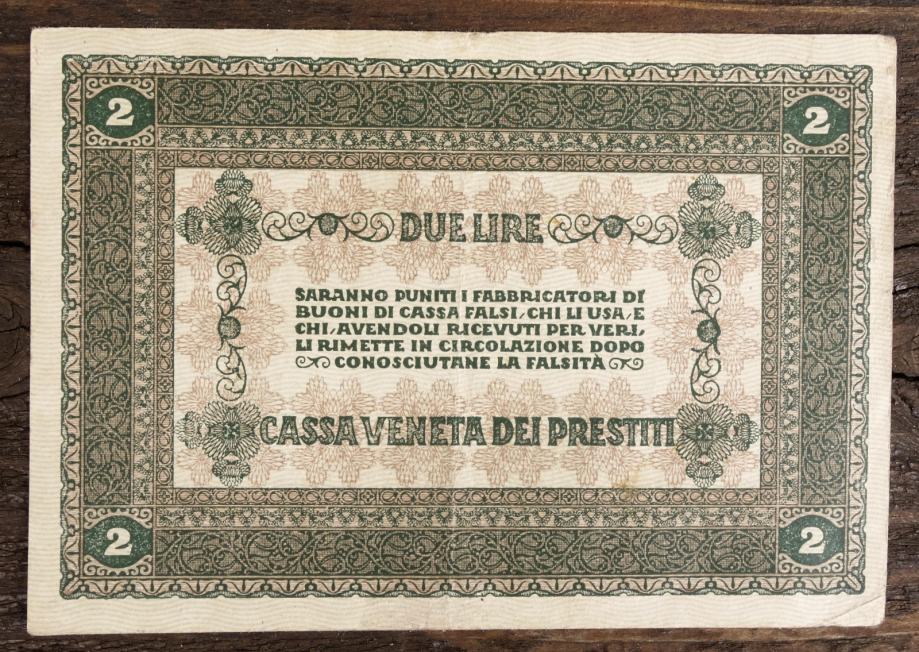 2 2
DUE LIRE
SARANNO PUNITI I FABBRICATORI DI
BUONI DI CASSA FALSI, CHI LI USA, E
CHI, AVENDOLI RICEVUTI PER VERI,
LI RIMETTE IN CIRCOLAZIONE DOPO
CONOSCIUTANE LA FALSITÀ
CASSA VENETA DEI PRESTITI
2 2